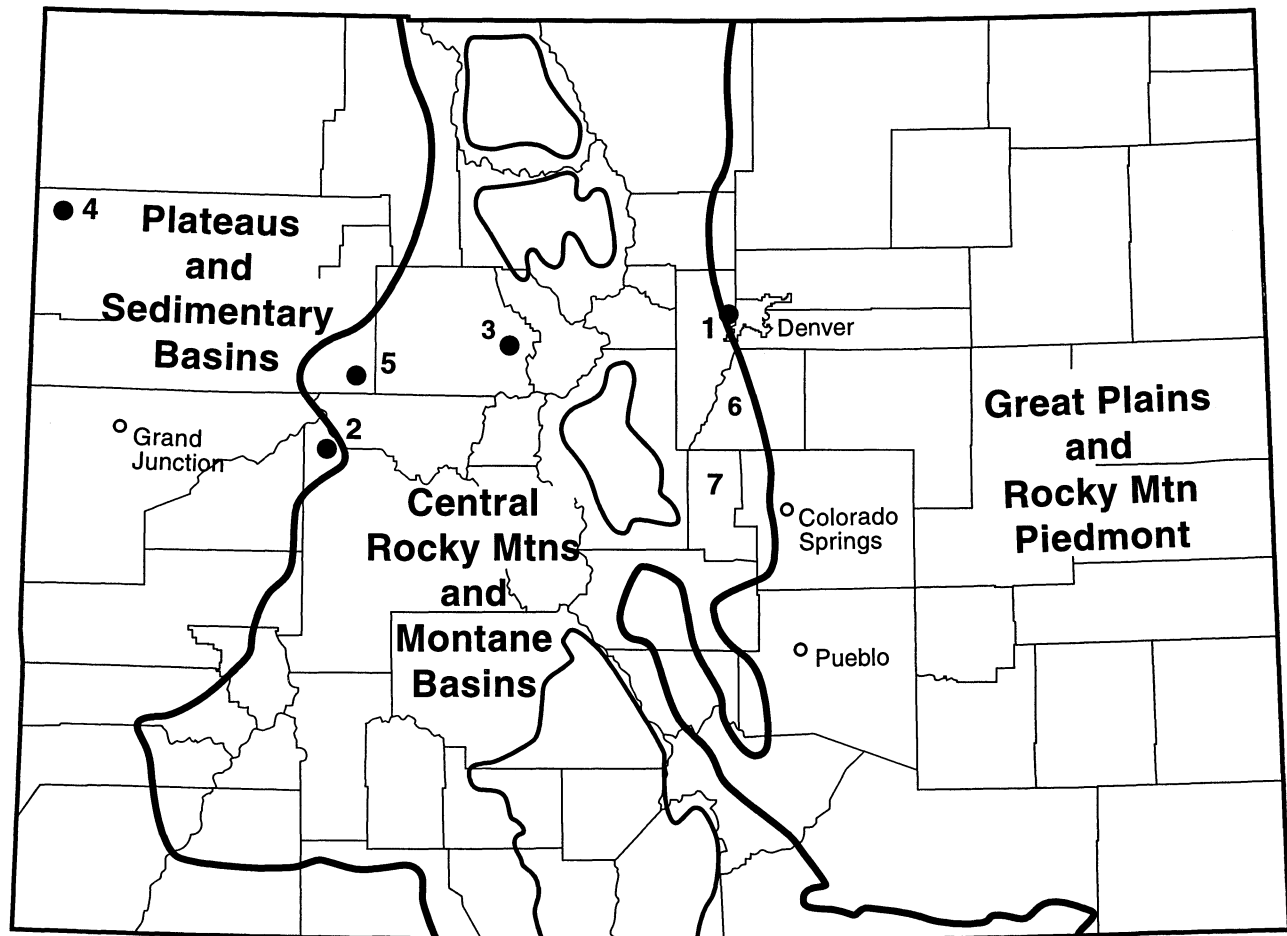 4
Plateaus
and
Sedimentary
Basins
3
5
2
Grand
Junction
1
Denver
6
7
Great Plains
and
Rocky Mtn
Piedmont
Colorado
Springs
Central
Rocky Mtns
and
Montane
Basins
Pueblo